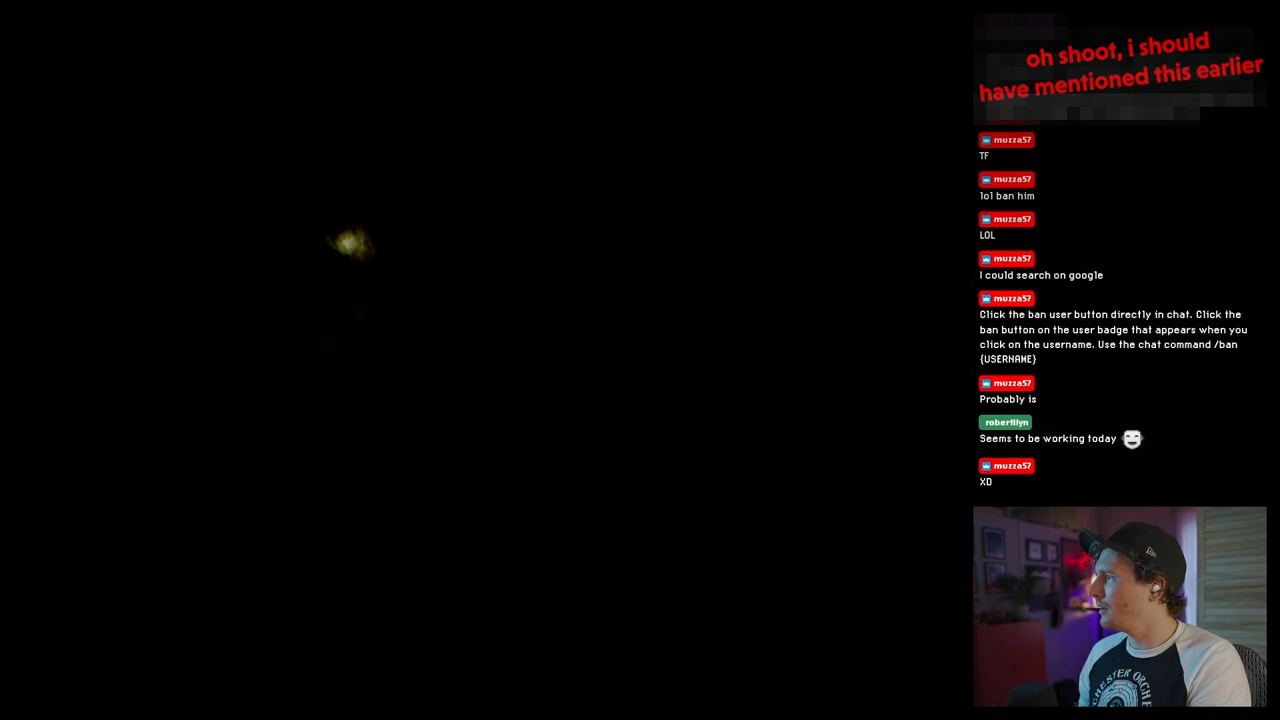 oh shoot, i should
have mentioned this earlier
muzza57
TF
muzza57
lol ban him
muzza57
LOL
muzza57
I could search on google
muzza57
Click the ban user button directly in chat. Click the
ban button on the user badge that appears when you
click on the username. Use the chat command /ban
{USERNAME}
muzza57
Probably is
roberlllyn
Seems to be working today
muzza57
XD